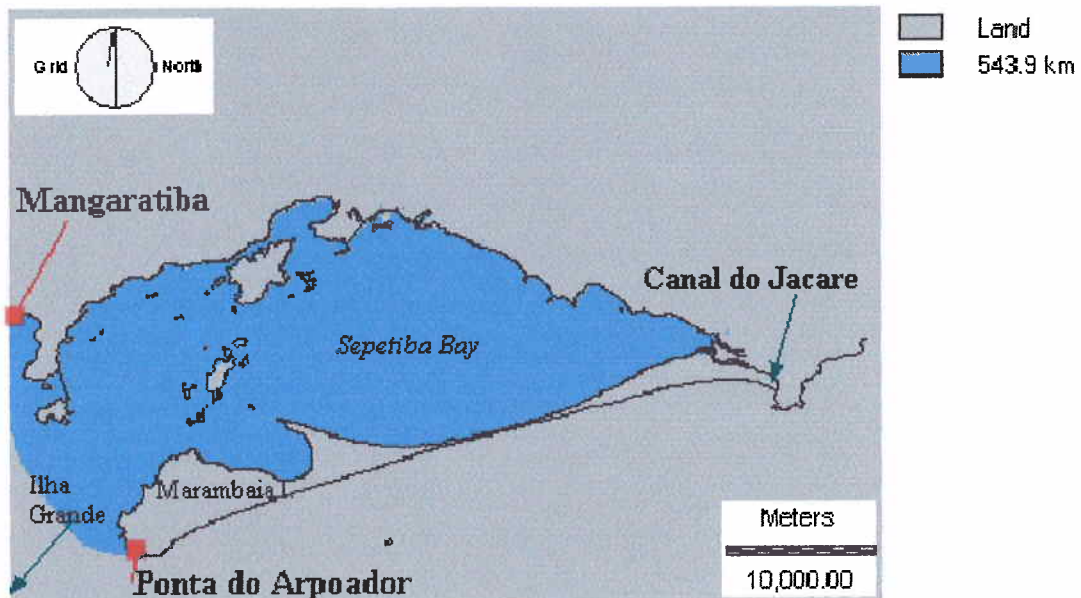 Grid North
Land
543.9 km
Mangaratiba
Canal do Jacare
Sepetiba Bay
Ilha
Grande
Marambaia
Ponta do Arpoador
Meters
10,000.00